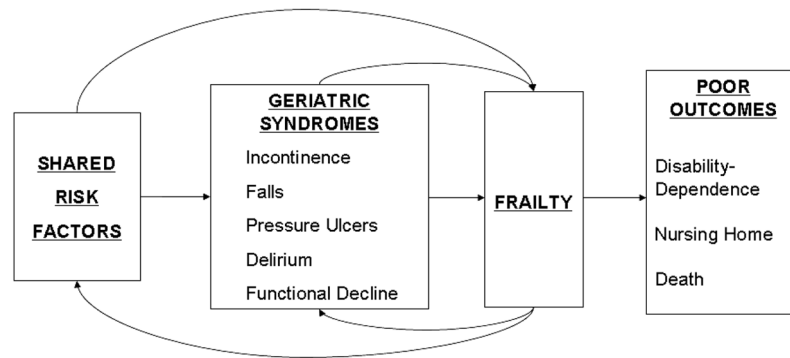 SHARED
RISK
FACTORS
GERIATRIC
SYNDROMES
Incontinence
Falls
Pressure Ulcers
Delirium
Functional Decline
FRAILTY
POOR
OUTCOMES
Disability-
Dependence
Nursing Home
Death